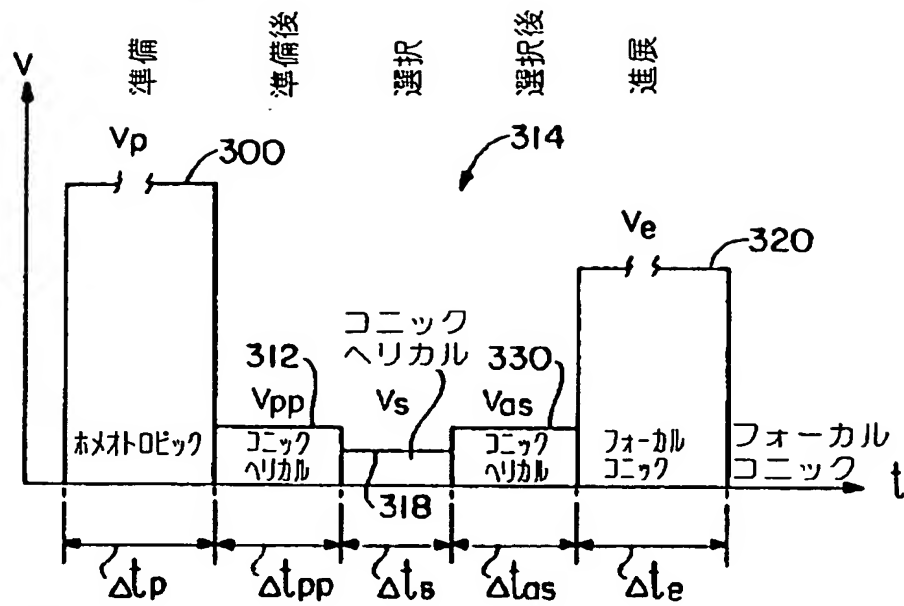 準備
準備後
選択
選択後
進展
V
Vp
300
314
Ve
320
コニック
ヘリカル
312
330
Vpp
Vs
Vas
ホメオトロピック
コニック
ヘリカル
コニック
ヘリカル
フォーカル
コニック
フォーカル
コニック
t
318
Δtp
Δtpp
Δts
Δtas
Δte